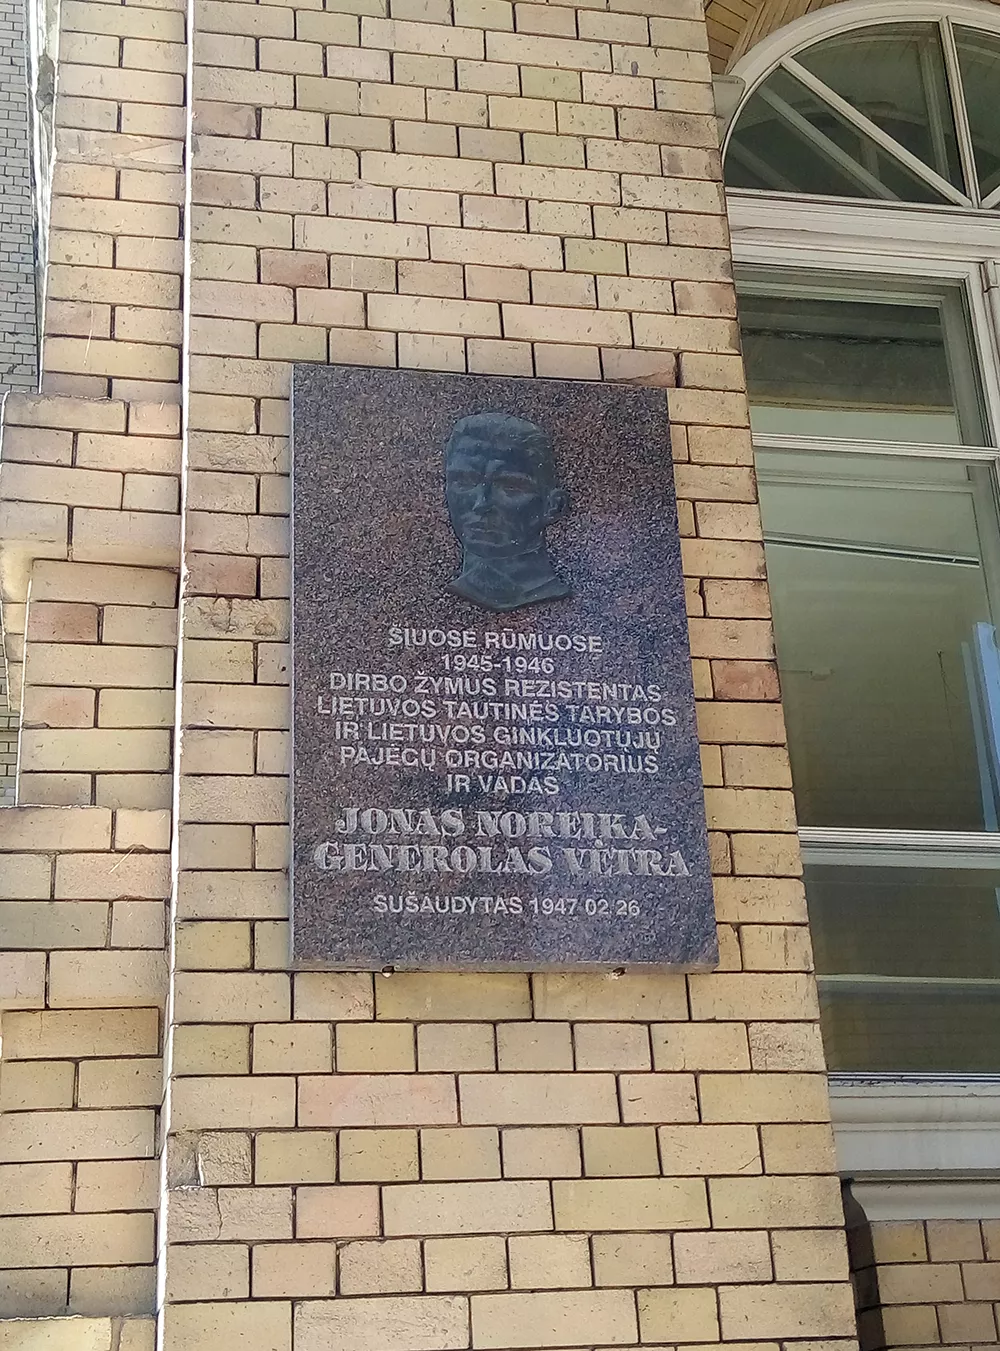 ŠIUOSE RŪMUOSE
1945-1946
DIRBO ŽYMUS REZISTENTAS
LIETUVOS TAUTINĖS TARYBOS
IR LIETUVOS GINKLUOTŲJŲ
PAJĖGŲ ORGANIZATORIUS
IR VADAS
JONAS NOREIKA-
GENEROLAS VĖTRA
SUŠAUDYTAS 1947 02 26